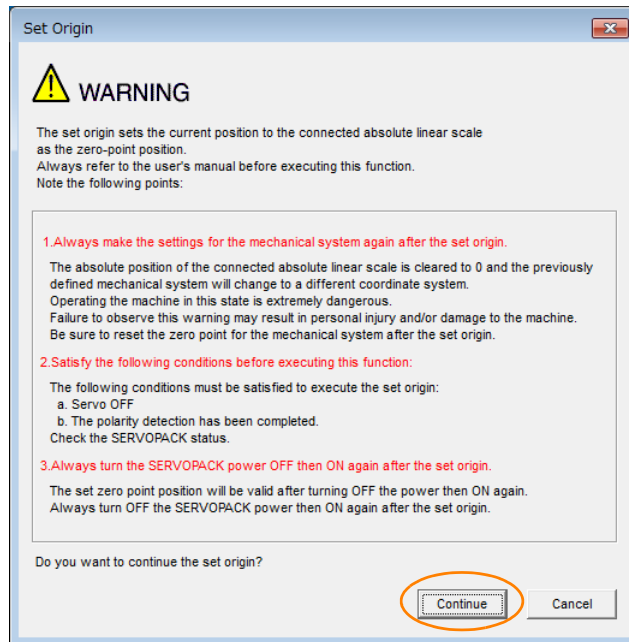 Set Origin
WARNING
The set origin sets the current position to the connected absolute linear scale
as the zero-point position.
Always refer to the user's manual before executing this function.
Note the following points:
1.Always make the settings for the mechanical system again after the set origin.
The absolute position of the connected absolute linear scale is cleared to 0 and the previously
defined mechanical system will change to a different coordinate system.
Operating the machine in this state is extremely dangerous.
Failure to observe this warning may result in personal injury and/or damage to the machine.
Be sure to reset the zero point for the mechanical system after the set origin.
2.Satisfy the following conditions before executing this function:
The following conditions must be satisfied to execute the set origin:
a. Servo OFF
b. The polarity detection has been completed.
Check the SERVOPACK status.
3.Always turn the SERVOPACK power OFF then ON again after the set origin.
The set zero point position will be valid after turning OFF the power then ON again.
Always turn OFF the SERVOPACK power then ON again after the set origin.
Do you want to continue the set origin?
Continue
Cancel